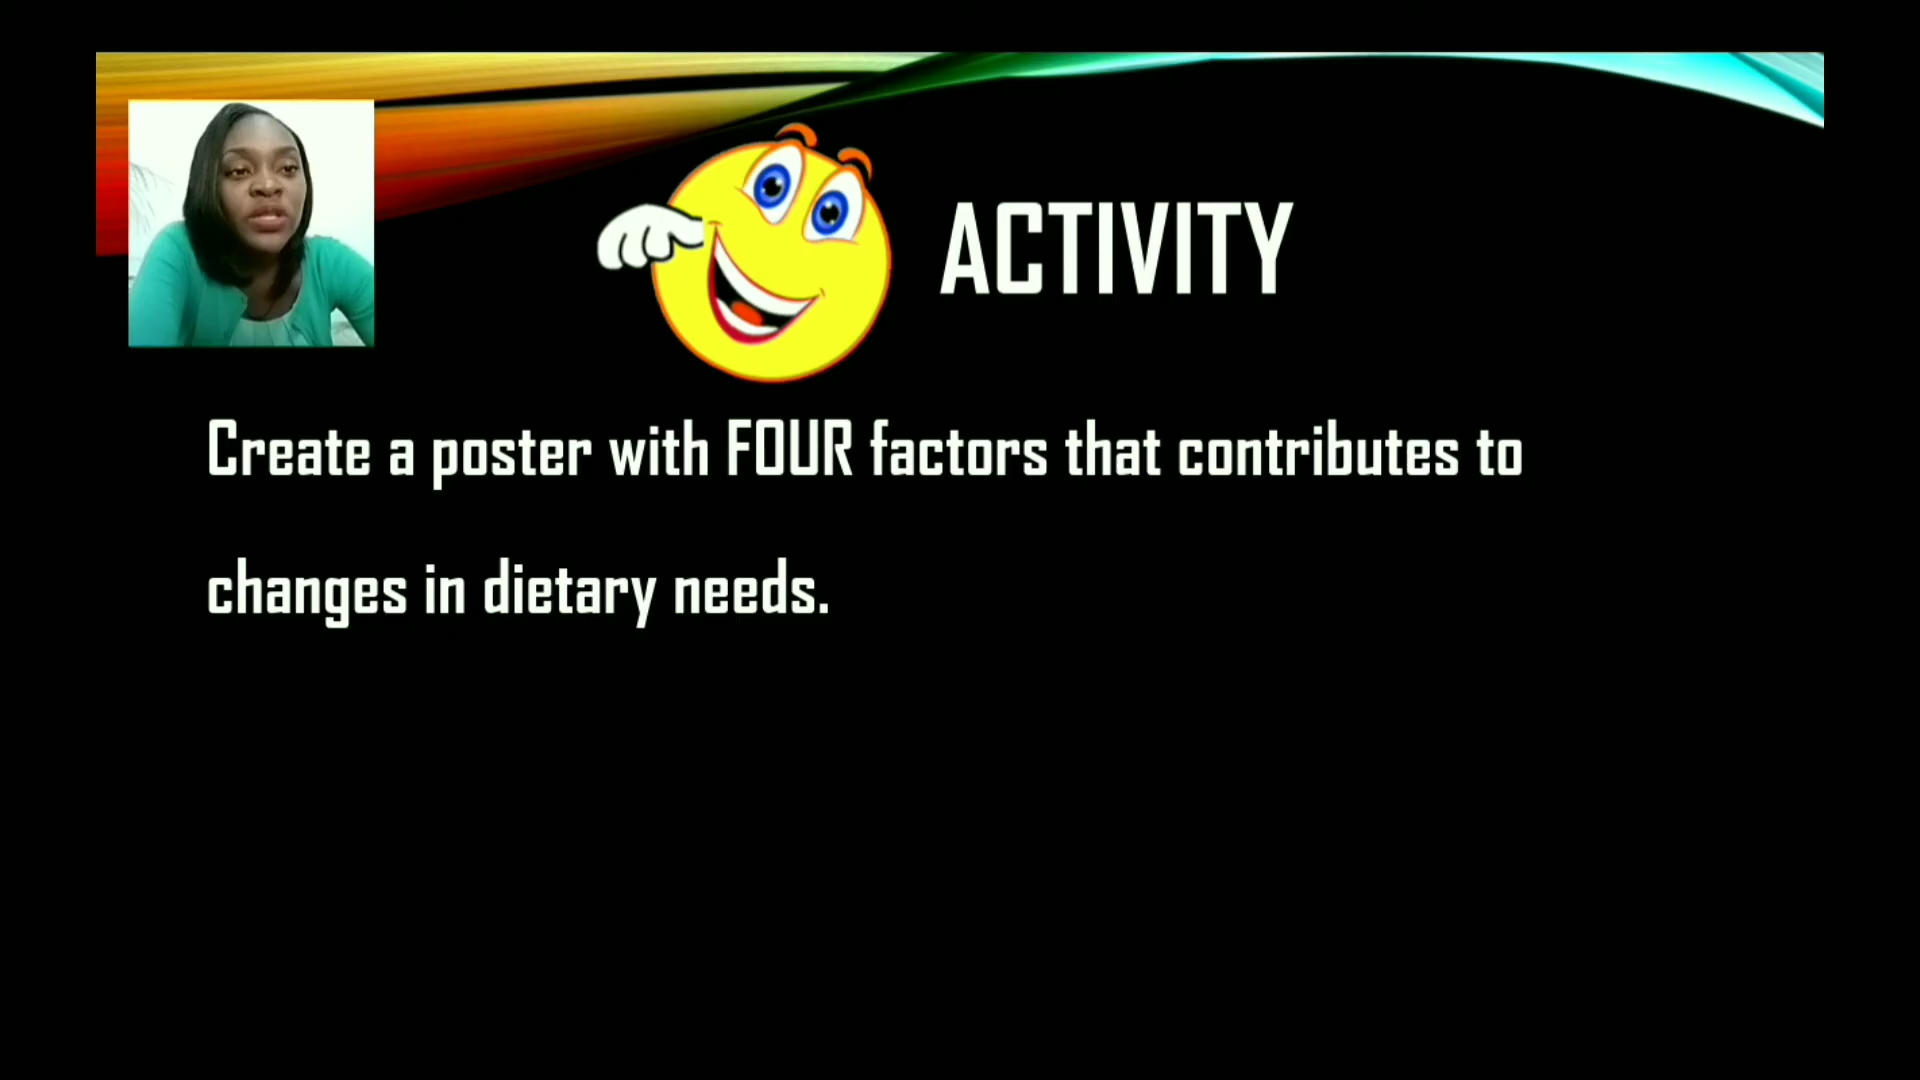 ACTIVITY
Create a poster with FOUR factors that contributes to
changes in dietary needs.